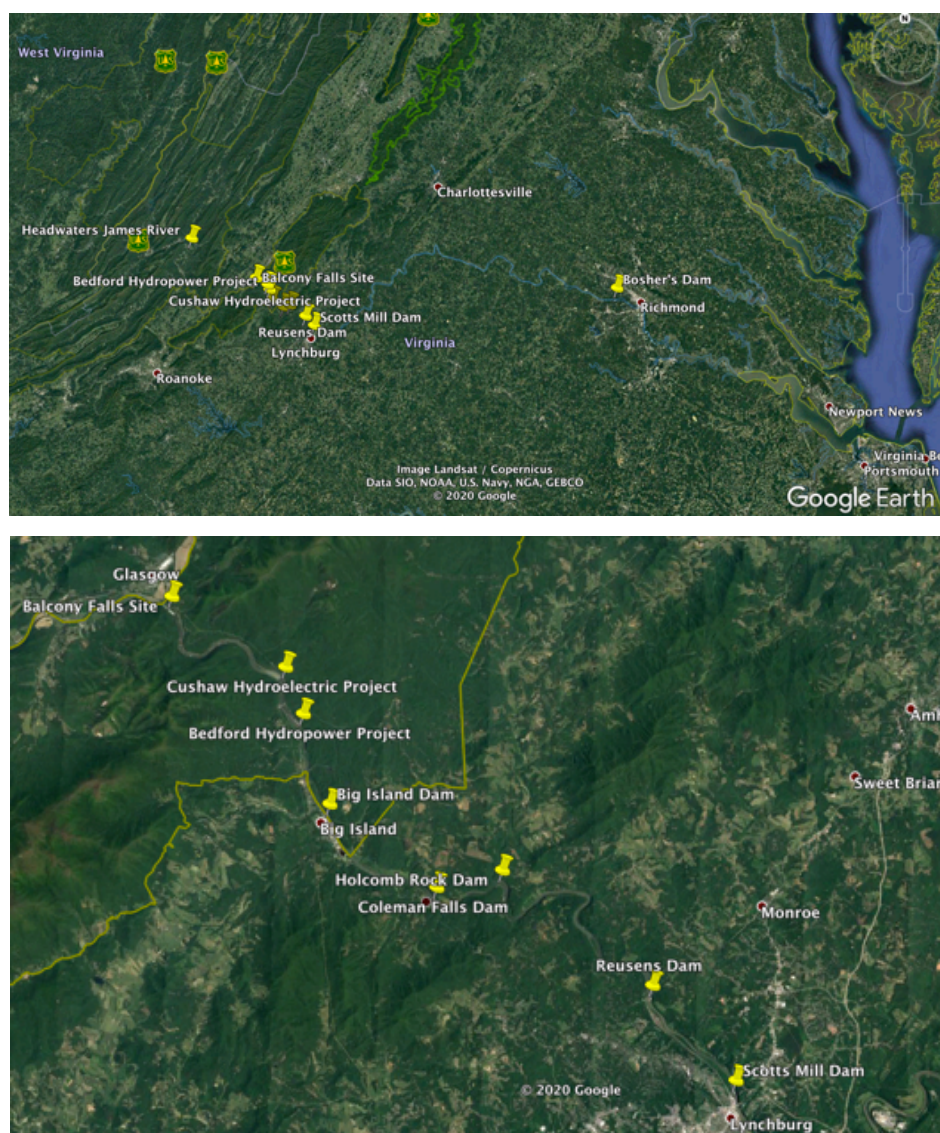 West Virginia
Charlottesville
Headwaters James River
Bedford Hydropower Project
Balcony Falls Site
Bosher's Dam
Cushaw Hydroelectric Project
Richmond
Scotts Mill Dam
Reusens Dam
Virginia
Lynchburg
Roanoke
Newport News
Virginia Be
Portsmouth
Image Landsat / Copernicus
Data SIO, NOAA, U.S. Navy, NGA, GEBCO
© 2020 Google
Google Earth
N
Glasgow
Balcony Falls Site
Cushaw Hydroelectric Project
Bedford Hydropower Project
Amh
Sweet Briar
Big Island Dam
Big Island
Holcomb Rock Dam
Coleman Falls Dam
Monroe
Reusens Dam
Scotts Mill Dam
© 2020 Google
Lynchburg